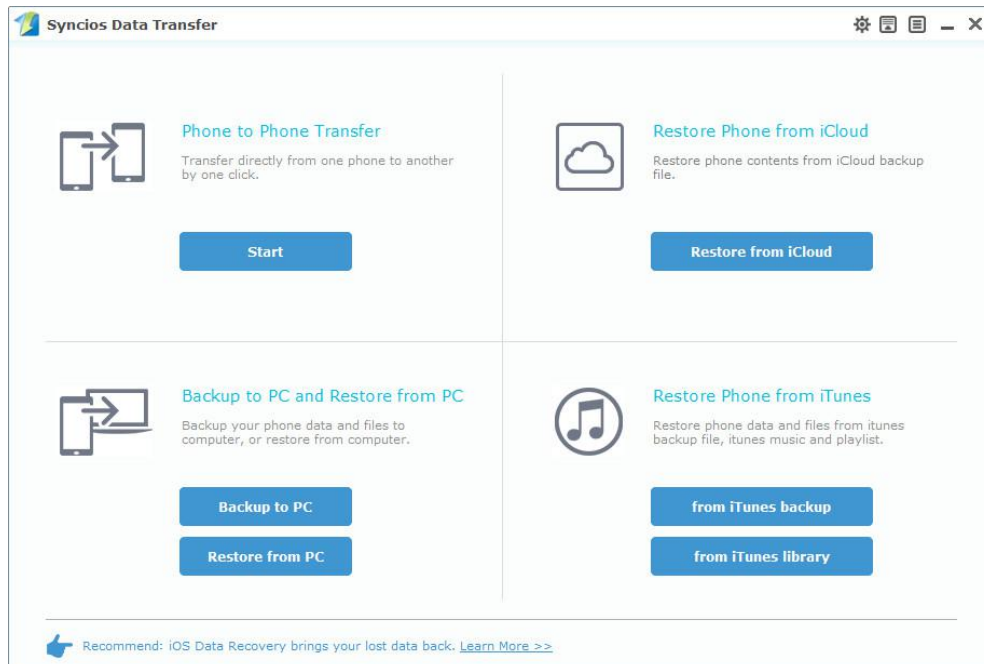 Syncios Data Transfer
Phone to Phone Transfer
Transfer directly from one phone to another
by one click.
Start
Restore Phone from iCloud
Restore phone contents from iCloud backup
file.
Restore from iCloud
Backup to PC and Restore from PC
Backup your phone data and files to
computer, or restore from computer.
Backup to PC
Restore from PC
Restore Phone from iTunes
Restore phone data and files from itunes
backup file, itunes music and playlist.
from iTunes backup
from iTunes library
Recommend: iOS Data Recovery brings your lost data back. Learn More >>